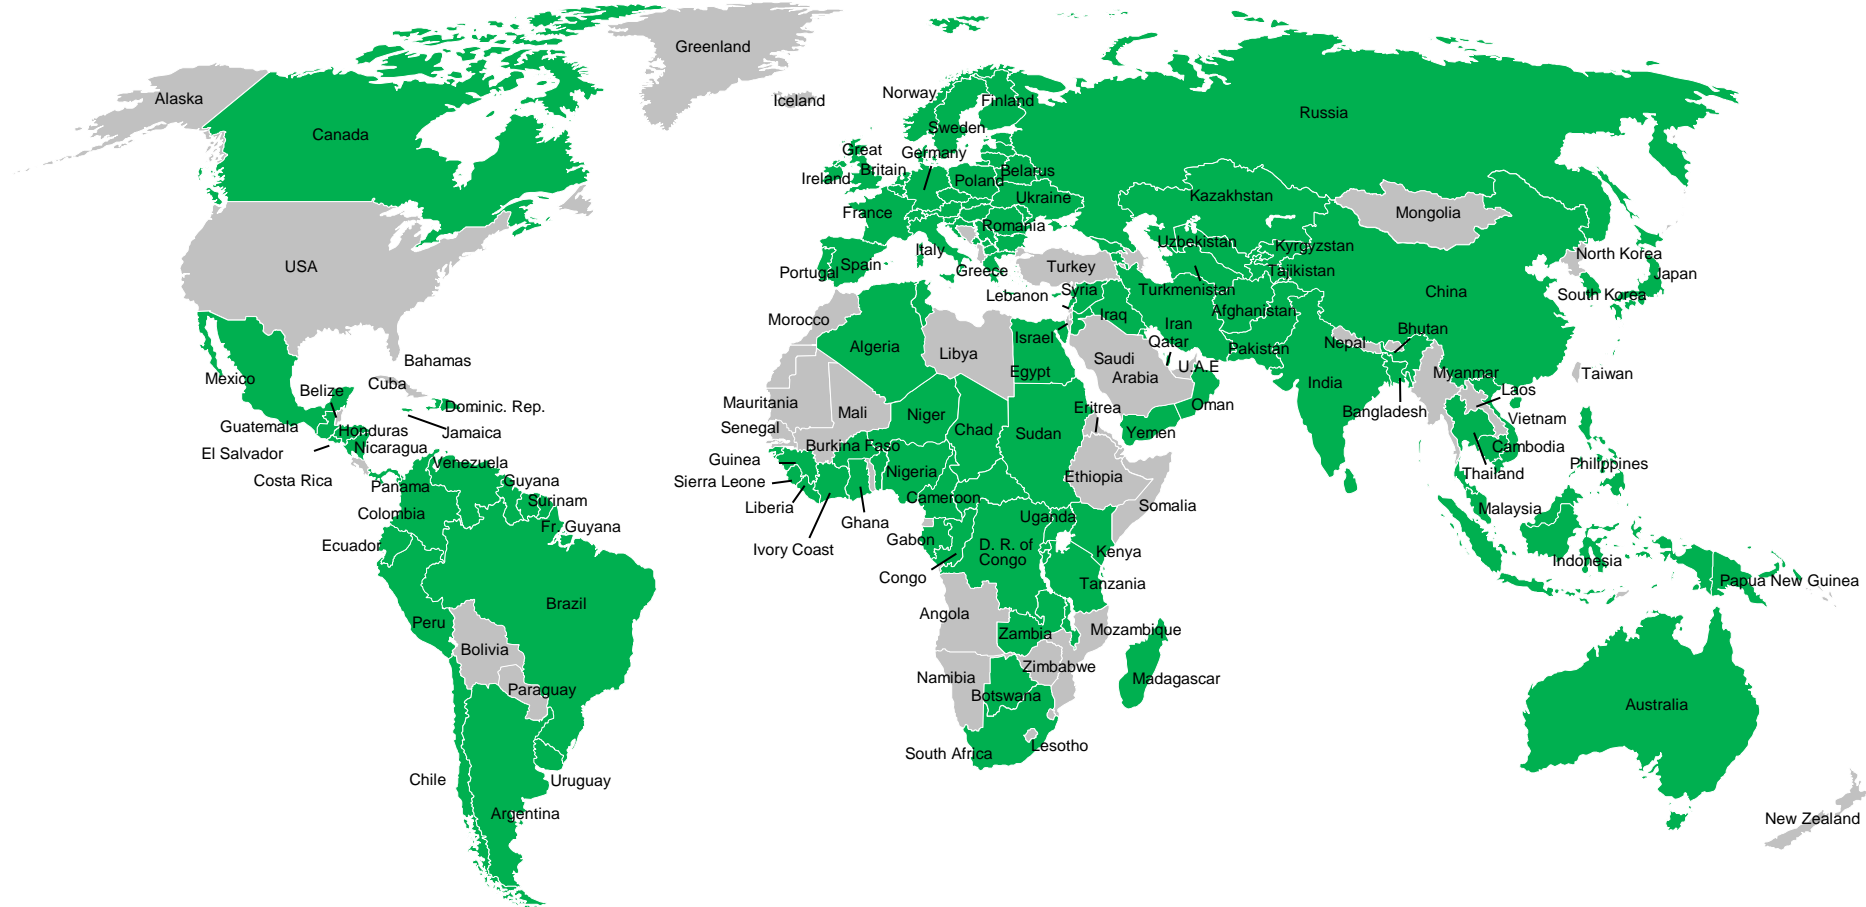 Greenland
Alaska
Canada
USA
Iceland
Norway
Finland
Sweden
Great
Britain
Germany
Ireland
Poland
Belarus
Ukraine
France
Romania
Italy
Portugal
Spain
Greece
Turkey
Russia
Kazakhstan
Mongolia
Uzbekistan
Kyrgyzstan
Tajikistan
Turkmenistan
Afghanistan
China
North Korea
South Korea
Japan
Lebanon
Syria
Iraq
Iran
Israel
Qatar
U.A.E
Saudi
Arabia
Pakistan
Oman
Yemen
India
Nepal
Bhutan
Bangladesh
Myanmar
Laos
Vietnam
Cambodia
Thailand
Taiwan
Philippines
Malaysia
Indonesia
Papua New Guinea
Australia
New Zealand
Morocco
Algeria
Libya
Egypt
Mauritania
Mali
Niger
Chad
Sudan
Eritrea
Senegal
Burkina Faso
Guinea
Sierra Leone
Liberia
Ivory Coast
Ghana
Nigeria
Cameroon
Ethiopia
Somalia
Uganda
Kenya
Gabon
Congo
D. R. of
Congo
Tanzania
Angola
Zambia
Mozambique
Zimbabwe
Namibia
Botswana
Madagascar
South Africa
Lesotho
Mexico
Bahamas
Cuba
Belize
Dominic. Rep.
Jamaica
Guatemala
Honduras
El Salvador
Nicaragua
Costa Rica
Panama
Venezuela
Guyana
Surinam
Fr. Guyana
Colombia
Ecuador
Brazil
Peru
Bolivia
Paraguay
Chile
Uruguay
Argentina